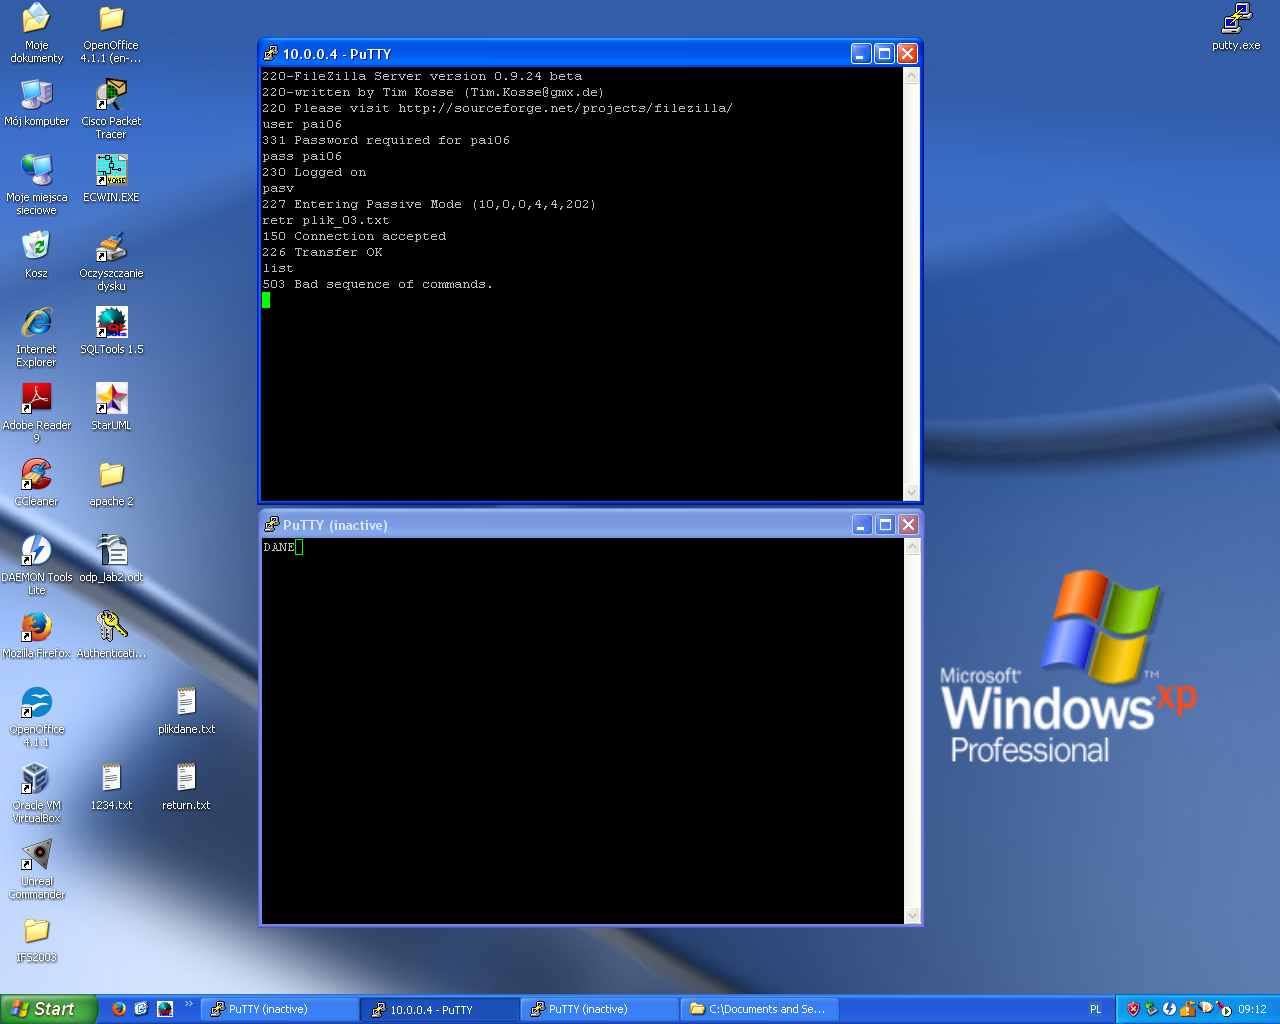 Moje dokumenty
OpenOffice 4.1.1 (en-...
putty.exe
Mój komputer
Cisco Packet Tracer
Moje miejsca sieciowe
ECWIN.EXE
Kosz
Oczyszczanie dysku
Internet Explorer
SQLTools 1.5
Adobe Reader 9
StarUML
CCleaner
apache 2
DAEMON Tools Lite
odp_lab2.odt
Mozilla Firefox
Authenticati...
OpenOffice 4.1.1
plikdane.txt
Oracle VM VirtualBox
1234.txt
return.txt
Unreal Commander
IFS2003
10.0.0.4 - PuTTY
220-FileZilla Server version 0.9.24 beta
220-written by Tim Kosse (Tim.Kosse@gmx.de)
220 Please visit http://sourceforge.net/projects/filezilla/
user pai06
331 Password required for pai06
pass pai06
230 Logged on
pasv
227 Entering Passive Mode (10,0,0,4,4,202)
retr plik_03.txt
150 Connection accepted
226 Transfer OK
list
503 Bad sequence of commands.
PuTTY (inactive)
DANE
Microsoft®
Windows xp
Professional
Start
PuTTY (inactive)
10.0.0.4 - PuTTY
PuTTY (inactive)
C:\Documents and Se...
PL
09:12